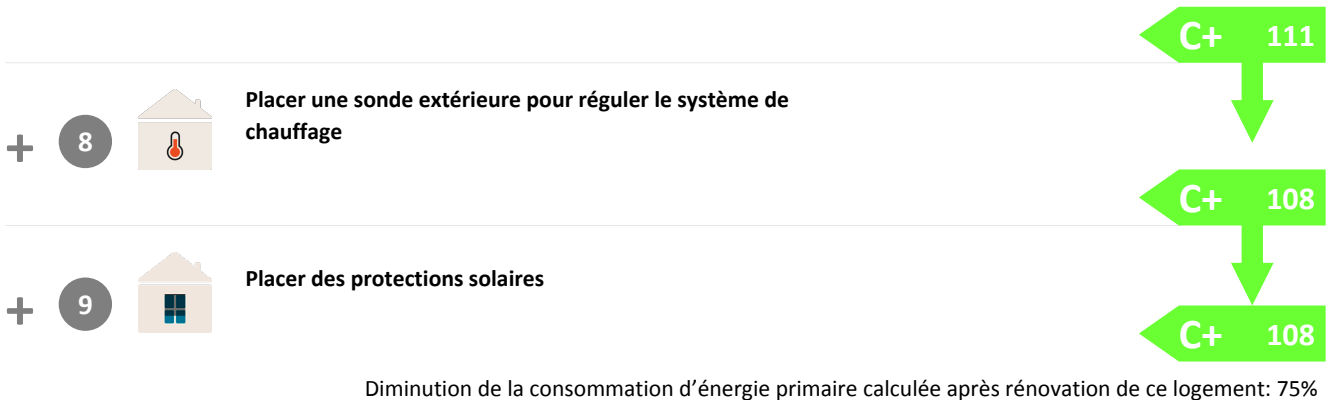 C+ 111
Placer une sonde extérieure pour réguler le système de
chauffage
+ 8
C+ 108
Placer des protections solaires
+ 9
C+ 108
Diminution de la consommation d’énergie primaire calculée après rénovation de ce logement: 75%